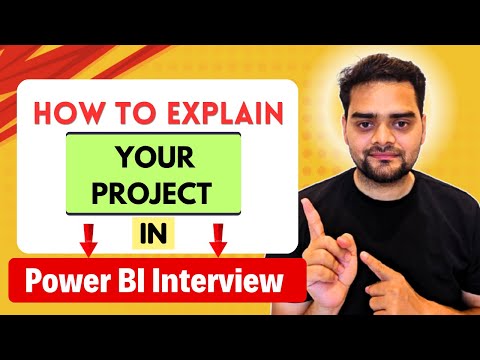 HOW TO EXPLAIN
YOUR
PROJECT
IN
Power BI Interview